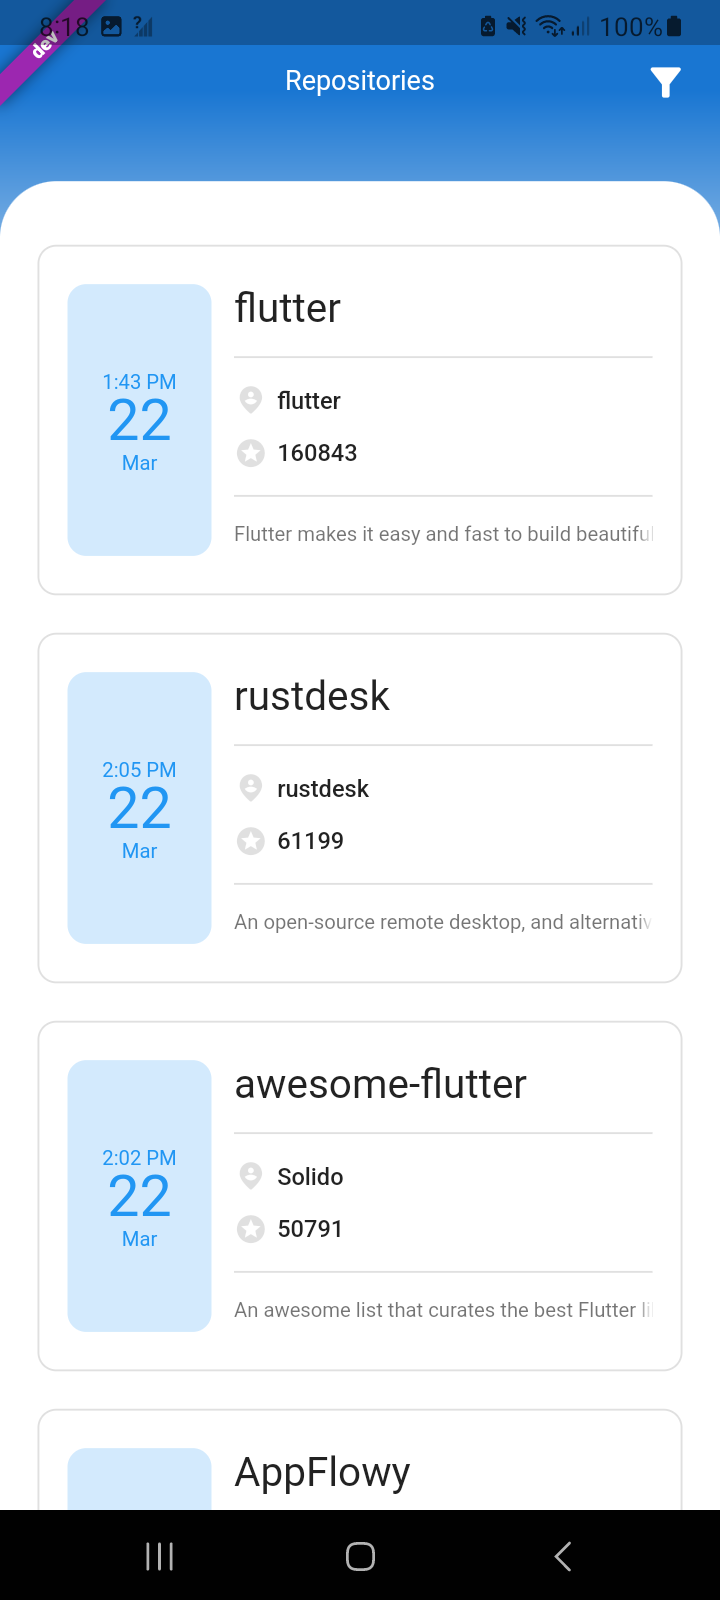 8:18 ? 100%
dev
Repositories
flutter
1:43 PM
22
Mar
flutter
160843
Flutter makes it easy and fast to build beautiful
rustdesk
2:05 PM
22
Mar
rustdesk
61199
An open-source remote desktop, and alternativ
awesome-flutter
2:02 PM
22
Mar
Solido
50791
An awesome list that curates the best Flutter li
AppFlowy